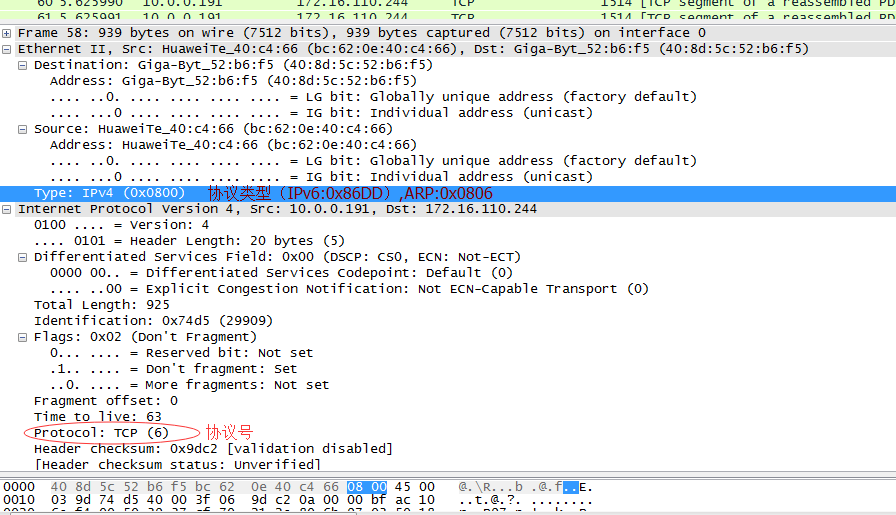 60 5.625990 10.0.0.191 172.16.110.244 TCP 1514 [TCP segment of a reassembled PD
61 5.625991 10.0.0.191 172.16.110.244 TCP 1514 [TCP segment of a reassembled PD
Frame 58: 939 bytes on wire (7512 bits), 939 bytes captured (7512 bits) on interface 0
Ethernet II, Src: HuaweiTe_40:c4:66 (bc:62:0e:40:c4:66), Dst: Giga-Byt_52:b6:f5 (40:8d:5c:52:b6:f5)
Destination: Giga-Byt_52:b6:f5 (40:8d:5c:52:b6:f5)
Address: Giga-Byt_52:b6:f5 (40:8d:5c:52:b6:f5)
.... ..0. .... .... .... .... = LG bit: Globally unique address (factory default)
.... ...0 .... .... .... .... = IG bit: Individual address (unicast)
Source: HuaweiTe_40:c4:66 (bc:62:0e:40:c4:66)
Address: HuaweiTe_40:c4:66 (bc:62:0e:40:c4:66)
.... ..0. .... .... .... .... = LG bit: Globally unique address (factory default)
.... ...0 .... .... .... .... = IG bit: Individual address (unicast)
Type: IPv4 (0x0800) 协议类型（IPv6:0x86DD）,ARP:0x0806
Internet Protocol Version 4, Src: 10.0.0.191, Dst: 172.16.110.244
0100 .... = Version: 4
.... 0101 = Header Length: 20 bytes (5)
Differentiated Services Field: 0x00 (DSCP: CS0, ECN: Not-ECT)
0000 00.. = Differentiated Services Codepoint: Default (0)
.... ..00 = Explicit Congestion Notification: Not ECN-Capable Transport (0)
Total Length: 925
Identification: 0x74d5 (29909)
Flags: 0x02 (Don't Fragment)
0... .... = Reserved bit: Not set
.1.. .... = Don't fragment: Set
..0. .... = More fragments: Not set
Fragment offset: 0
Time to live: 63
Protocol: TCP (6) 协议号
Header checksum: 0x9dc2 [validation disabled]
[Header checksum status: Unverified]
0000 40 8d 5c 52 b6 f5 bc 62 0e 40 c4 66 08 00 45 00 @.\R...b .@.f..E.
0010 03 9d 74 d5 40 00 3f 06 9d c2 0a 00 00 bf ac 10 ..t.@.?. ........